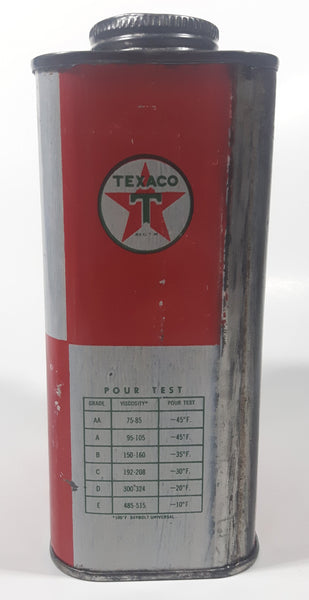 TEXACO
T
REG. T.M.
POUR TEST
GRADE VISCOSITY* POUR TEST
AA 75-85 —45°F.
A 95-105 —45°F.
B 150-160 —35°F.
C 192-208 —30°F.
D 300-324 —20°F.
E 485-515 —10°F
*100°F SAYBOLT UNIVERSAL